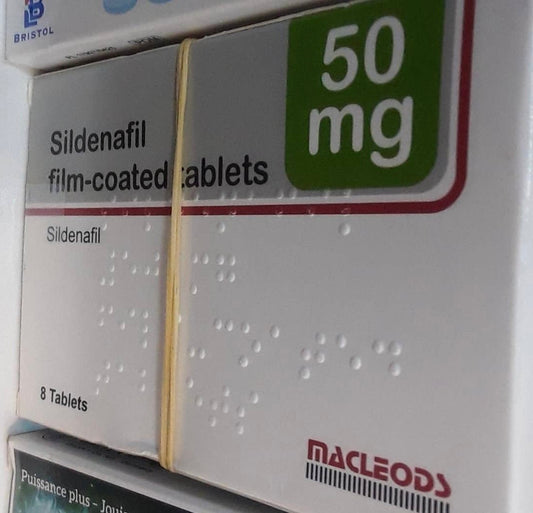 BRISTOL
50
mg
Sildenafil
film-coated tablets
Sildenafil
8 Tablets
MACLEODS
Puissance plus –